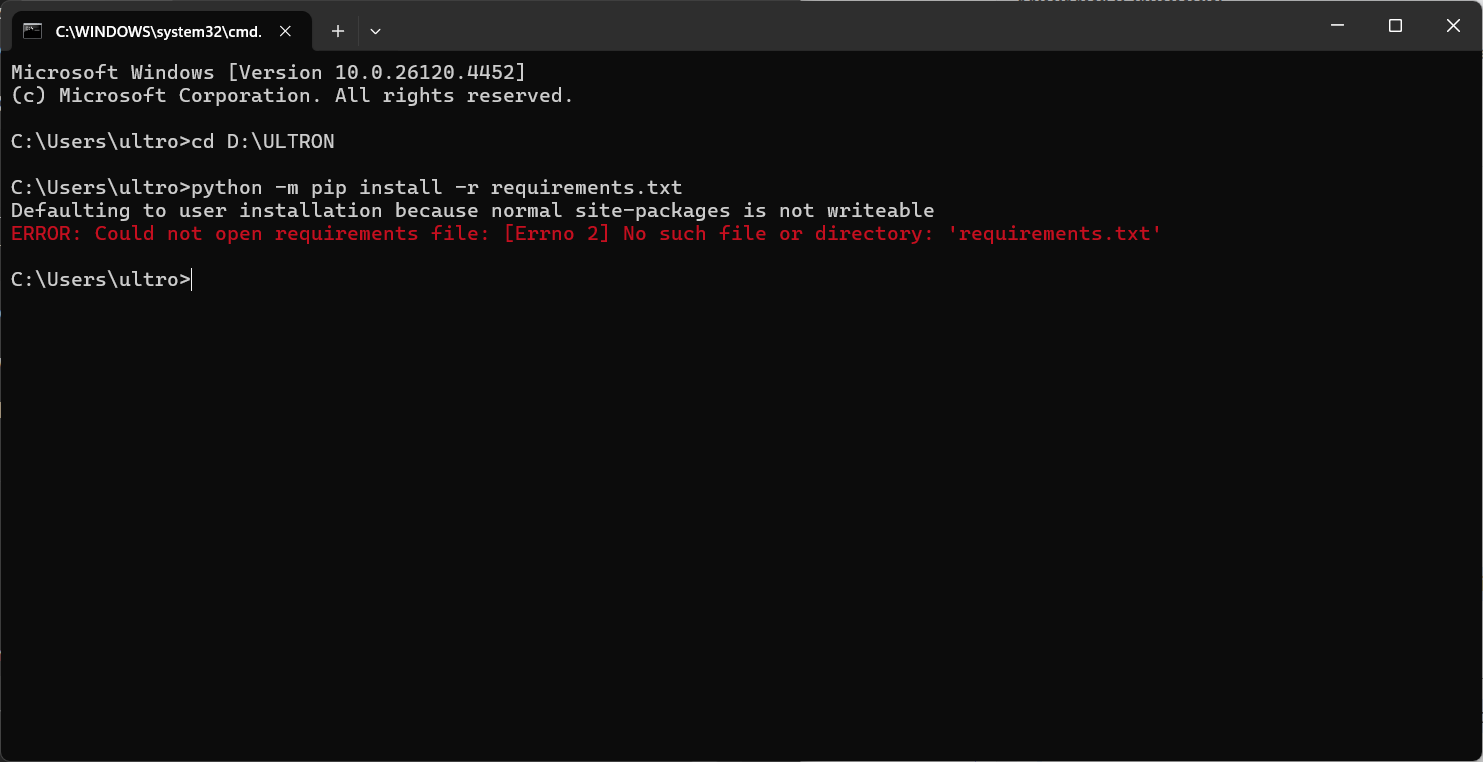 C:\WINDOWS\system32\cmd.
Microsoft Windows [Version 10.0.26120.4452]
(c) Microsoft Corporation. All rights reserved.
C:\Users\ultro>cd D:\ULTRON
C:\Users\ultro>python -m pip install -r requirements.txt
Defaulting to user installation because normal site-packages is not writeable
ERROR: Could not open requirements file: [Errno 2] No such file or directory: 'requirements.txt'
C:\Users\ultro>